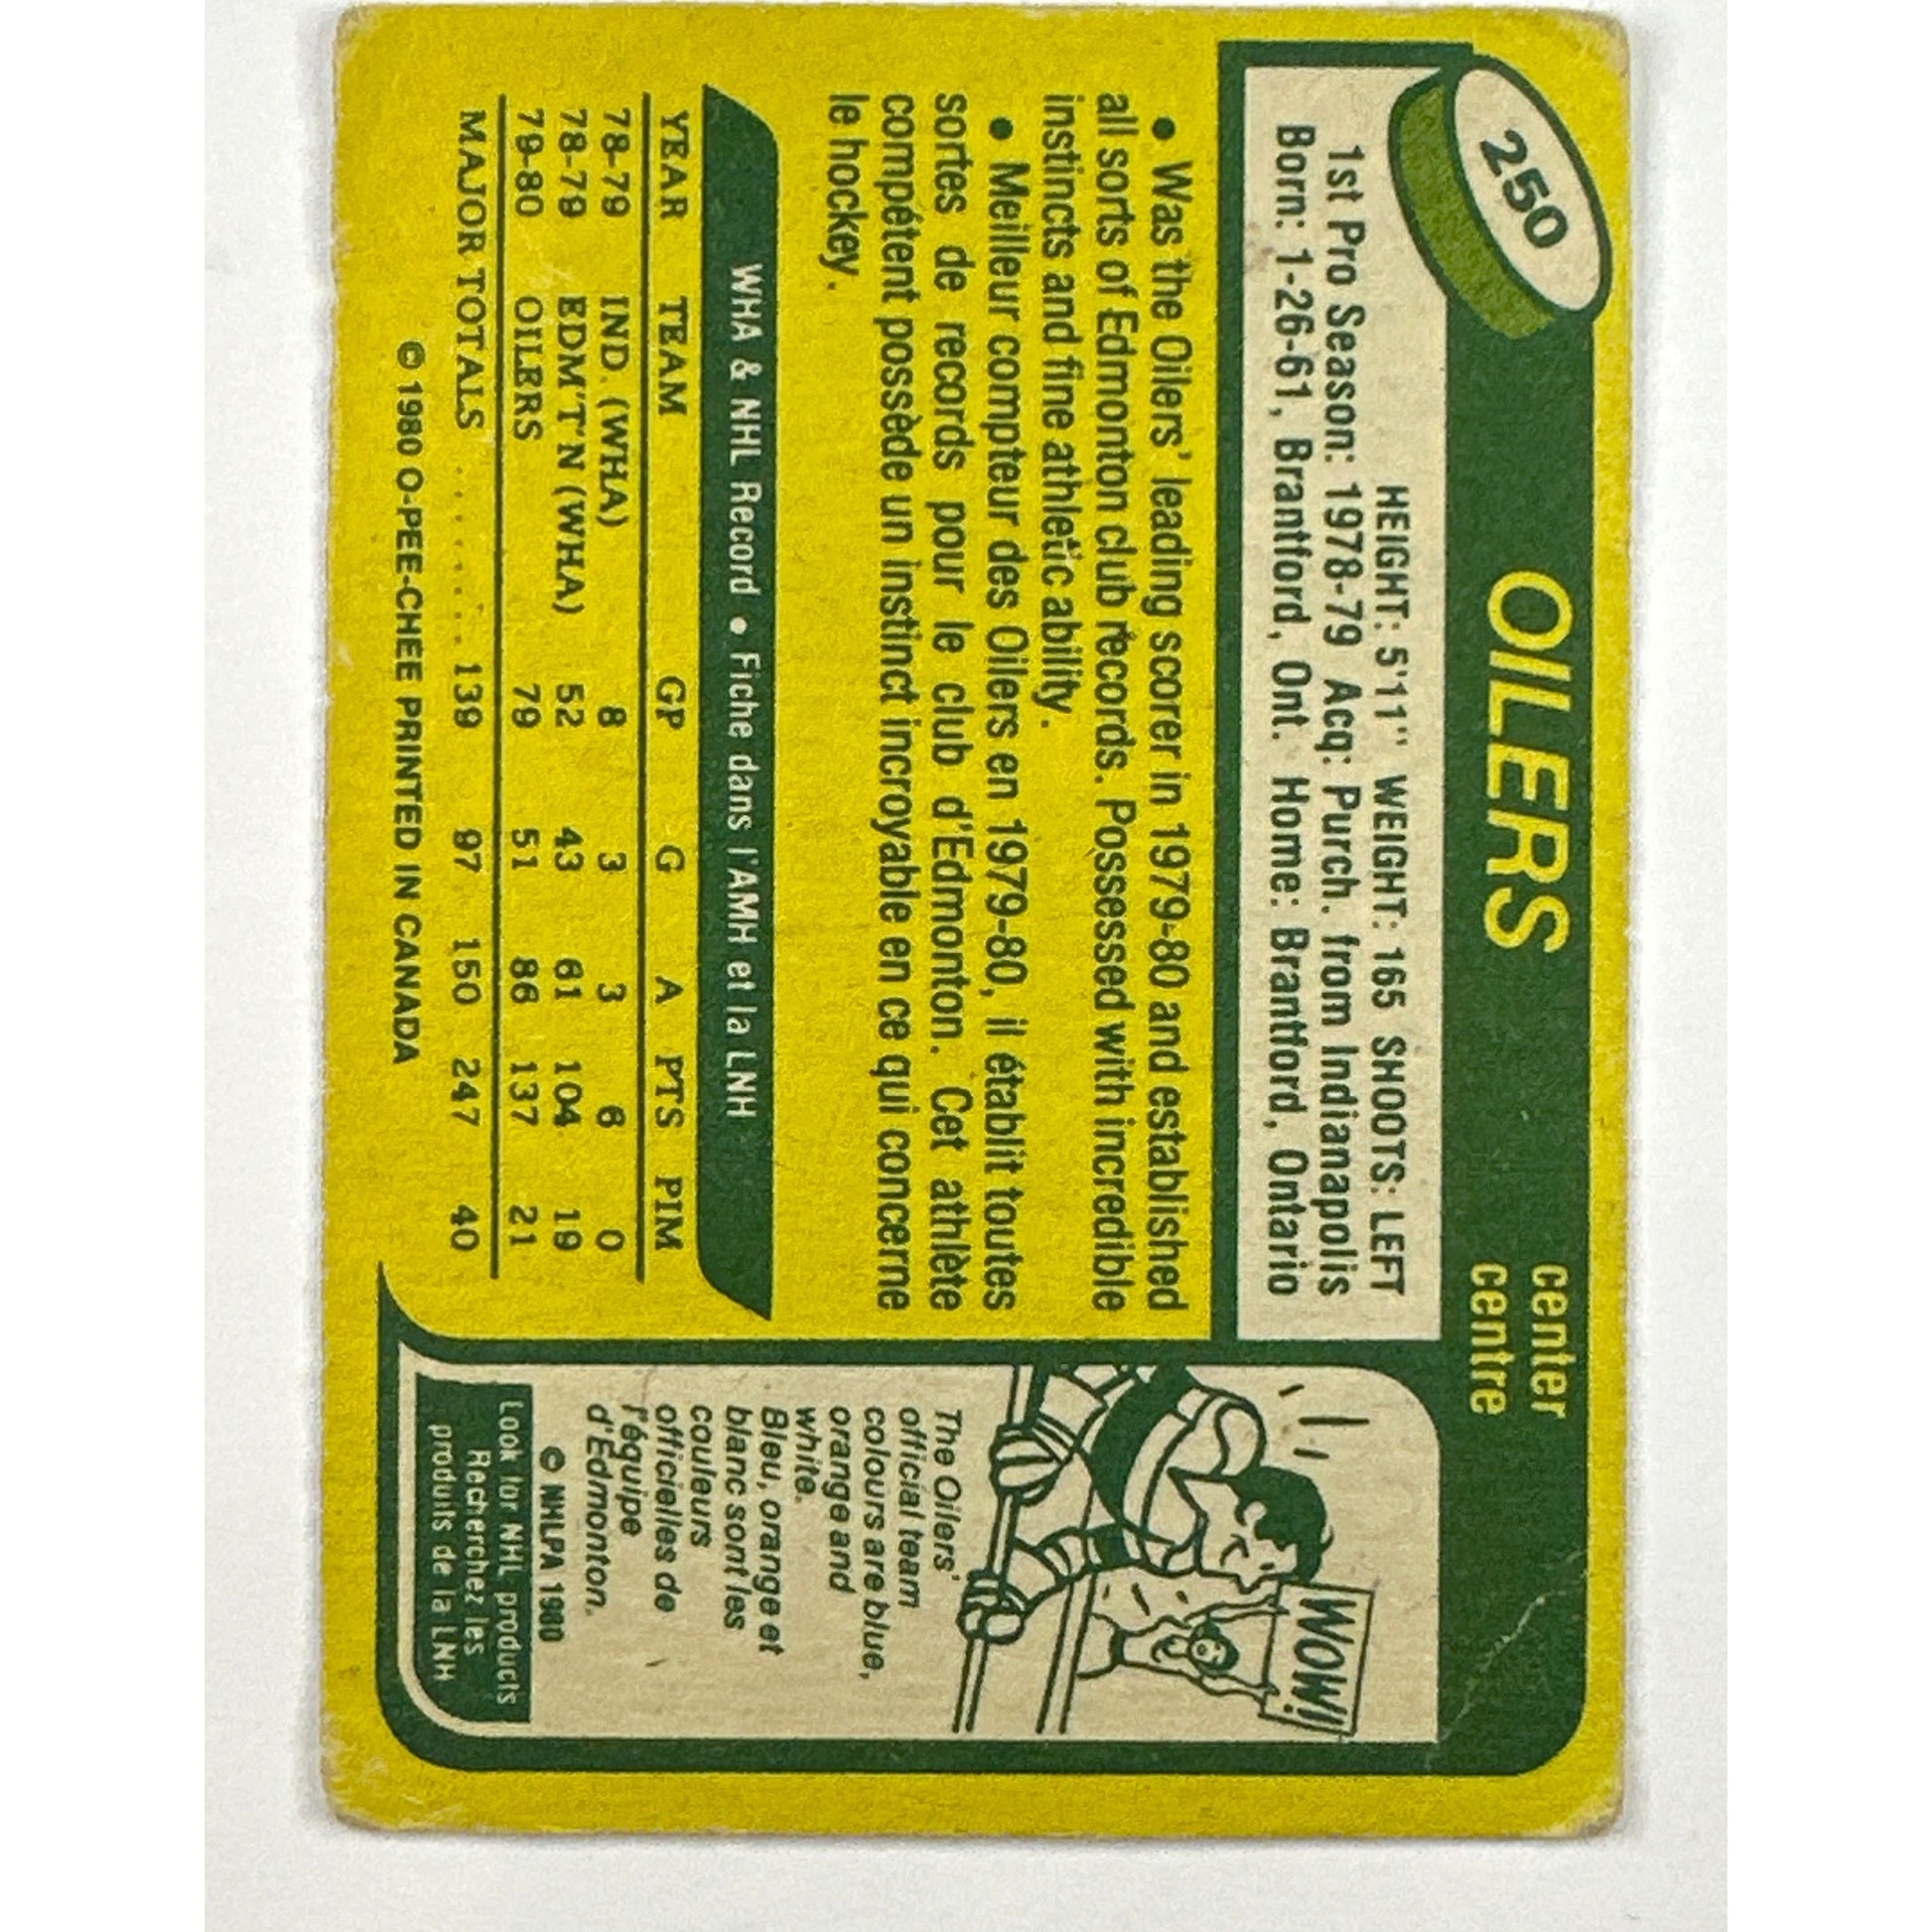 250
OILERS
center
centre
HEIGHT: 5'11" WEIGHT: 165 SHOOTS: LEFT
1st Pro Season: 1978-79 Acq: Purch. from Indianapolis
Born: 1-26-61, Brantford, Ont. Home: Brantford, Ontario
• Was the Oilers' leading scorer in 1979-80 and established
all sorts of Edmonton club records. Possessed with incredible
instincts and fine athletic ability.
• Meilleur compteur des Oilers en 1979-80, il établit toutes
sortes de records pour le club d'Edmonton. Cet athlète
compétent possède un instinct incroyable en ce qui concerne
le hockey.
WHA & NHL Record • Fiche dans l'AMH et la LNH
YEAR TEAM GP G A PTS PIM
78-79 IND. (WHA) 8 3 3 6 0
78-79 EDM'T'N (WHA) 52 43 61 104 19
79-80 OILERS 79 51 86 137 21
MAJOR TOTALS ........ 139 97 150 247 40
© 1980 O-PEE-CHEE PRINTED IN CANADA
WOW!!
The Oilers'
official team
colours are blue,
orange and
white.
Bleu, orange et
blanc sont les
couleurs
officielles de
l'équipe
d'Edmonton.
© NHLPA 1980
Look for NHL products
Recherchez les
produits de la LNH